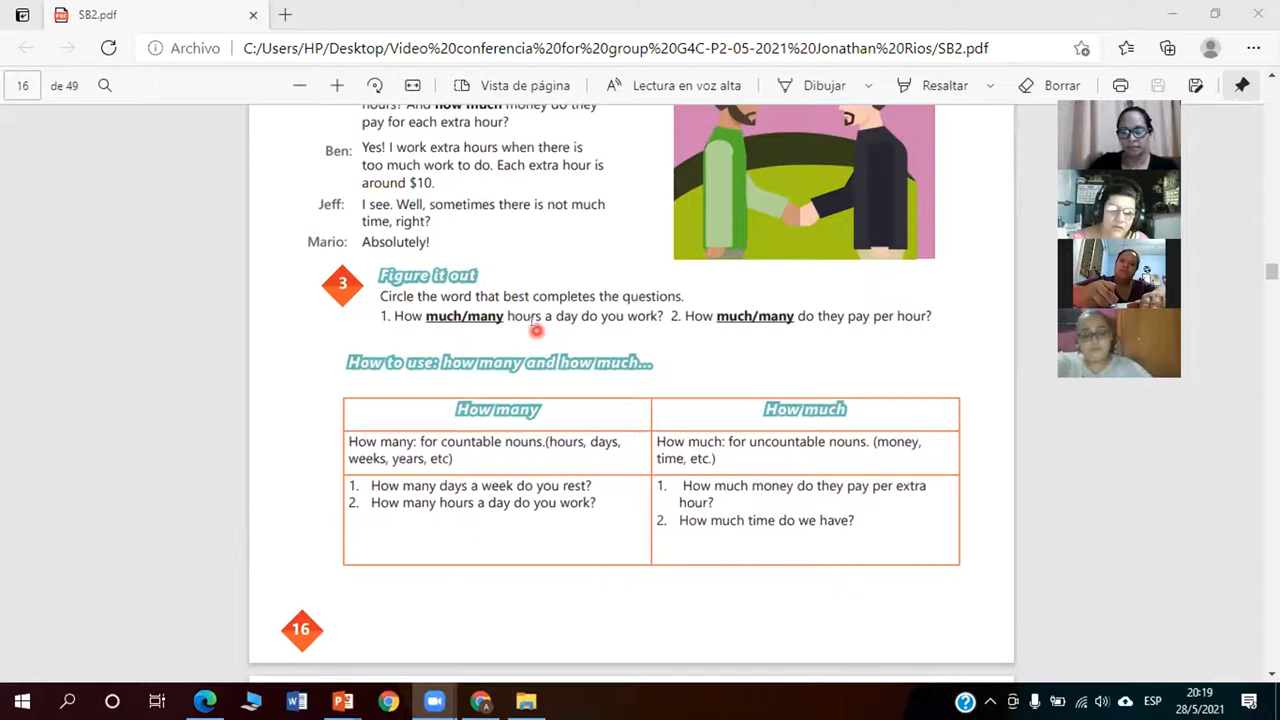 SB2.pdf
Archivo
C:/Users/HP/Desktop/Video%20conferencia%20for%20group%20G4C-P2-05-2021%20Jonathan%20Rios/SB2.pdf
16 de 49
Vista de página
Lectura en voz alta
Dibujar
Resaltar
Borrar
hours? And how much money do they
pay for each extra hour?
Ben: Yes! I work extra hours when there is
too much work to do. Each extra hour is
around $10.
Jeff: I see. Well, sometimes there is not much
time, right?
Mario: Absolutely!
3 Figure it out
Circle the word that best completes the questions.
1. How much/many hours a day do you work? 2. How much/many do they pay per hour?
How to use: how many and how much...
How many
How much
How many: for countable nouns.(hours, days,
weeks, years, etc)
How much: for uncountable nouns. (money,
time, etc.)
1. How many days a week do you rest?
2. How many hours a day do you work?
1. How much money do they pay per extra
hour?
2. How much time do we have?
16
ESP
20:19
28/5/2021